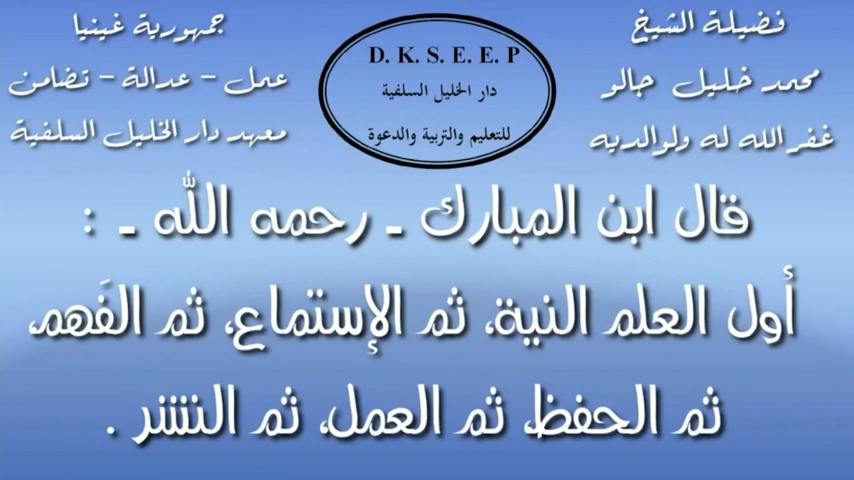 فضيلة الشيخ
محمد خليل جالو
غفر الله له ولوالديه
D. K. S. E. E. P
دار الخليل السلفية
للتعليم والتربية والدعوة
جمهورية غينيا
عمل - عدالة - تضامن
معهد دار الخليل السلفية
قال ابن المبارك ـ رحمه الله ـ :
أول العلم النية، ثم الإستماع، ثم الفَهم،
ثم الحفظ، ثم العمل، ثم النشر .